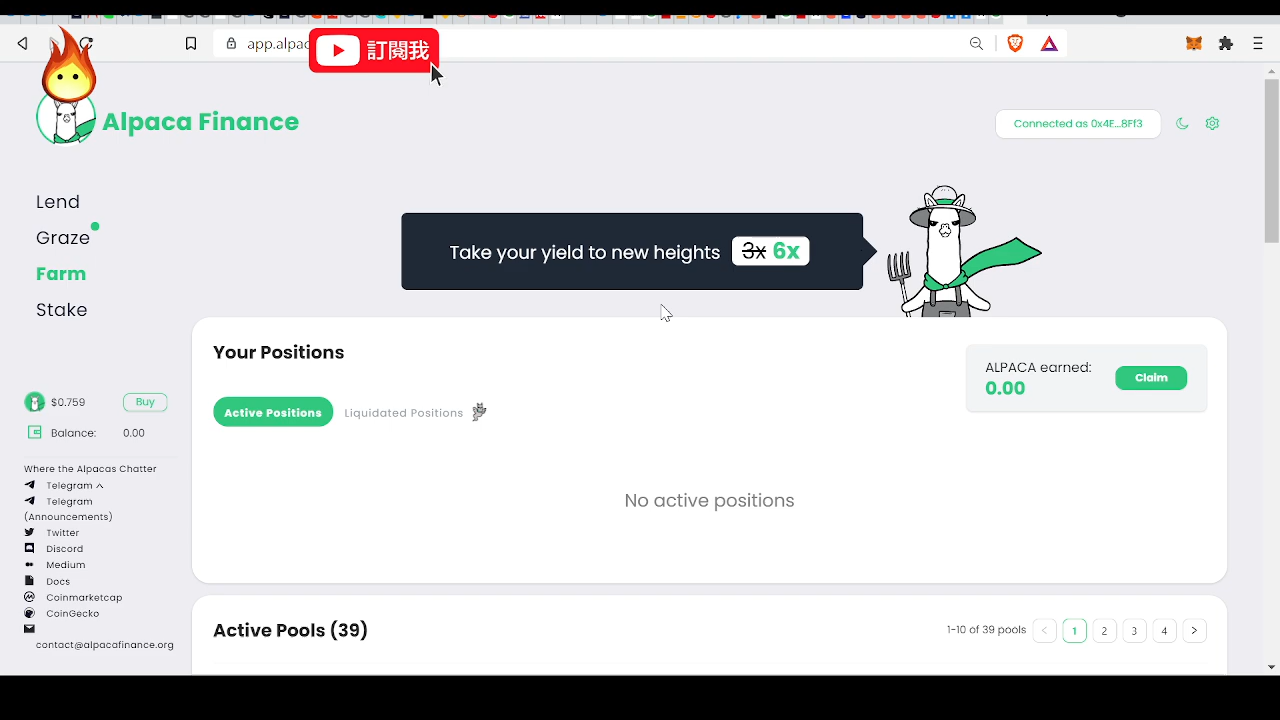 app.alpac
訂閱我
Alpaca Finance
Connected as 0x4E...8Ff3
Lend
Graze
Farm
Stake
Take your yield to new heights 3x 6x
Your Positions
ALPACA earned:
0.00
Claim
Active Positions
Liquidated Positions
No active positions
$0.759
Buy
Balance:
0.00
Where the Alpacas Chatter
Telegram
Telegram
(Announcements)
Twitter
Discord
Medium
Docs
Coinmarketcap
CoinGecko
contact@alpacafinance.org
Active Pools (39)
1-10 of 39 pools
< 1 2 3 4 >